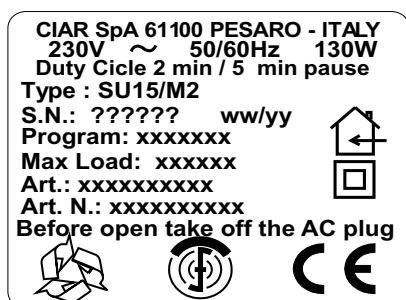 CIAR SpA 61100 PESARO - ITALY
230V ~ 50/60Hz 130W
Duty Cicle 2 min / 5 min pause
Type : SU15/M2
S.N.: ?????? ww/yy
Program: xxxxxxx
Max Load: xxxxxx
Art.: xxxxxxxxxx
Art. N.: xxxxxxxxxx
Before open take off the AC plug
CE